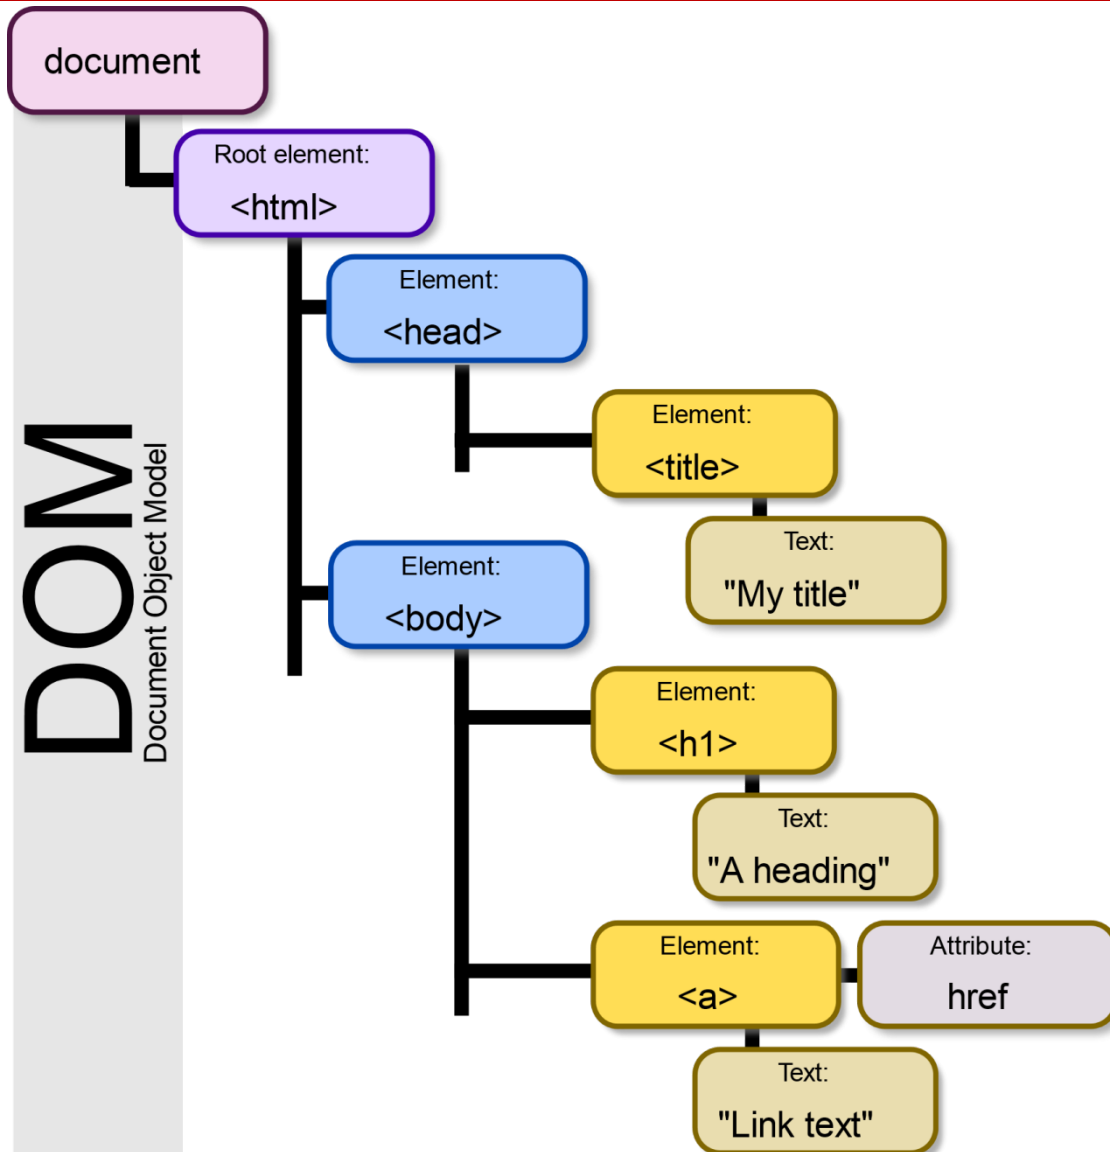 document
Root element:
<html>
Element:
<head>
Element:
<title>
Text:
"My title"
Element:
<body>
Element:
<h1>
Text:
"A heading"
Element:
<a>
Attribute:
href
Text:
"Link text"
DOM
Document Object Model